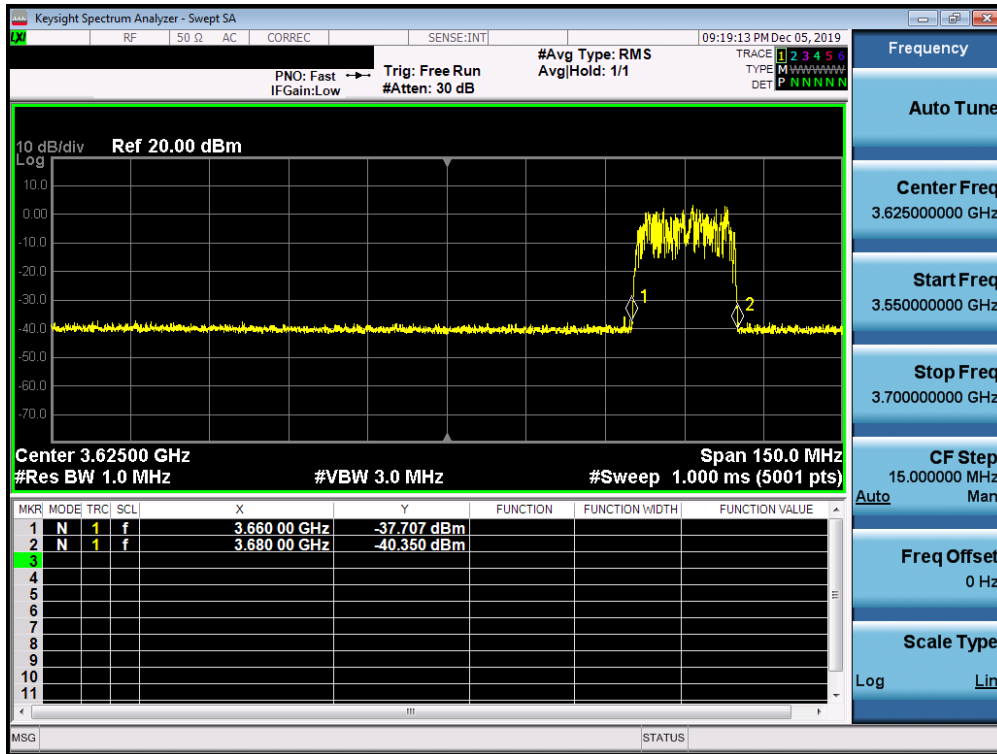 Keysight Spectrum Analyzer - Swept SA
LXI RF 50 Ω AC CORREC SENSE:INT 09:19:13 PM Dec 05, 2019
PNO: Fast Trig: Free Run #Avg Type: RMS TRACE 1 2 3 4 5 6
IFGain:Low #Atten: 30 dB Avg|Hold: 1/1 TYPE M W W W W W
DET P N N N N N
10 dB/div Ref 20.00 dBm
Log
10.0
0.00
-10.0
-20.0
-30.0
-40.0
-50.0
-60.0
-70.0
1
2
Center 3.62500 GHz Span 150.0 MHz
#Res BW 1.0 MHz #VBW 3.0 MHz #Sweep 1.000 ms (5001 pts)
MKR MODE TRC SCL X Y FUNCTION FUNCTION WIDTH FUNCTION VALUE
1 N 1 f 3.660 00 GHz -37.707 dBm
2 N 1 f 3.680 00 GHz -40.350 dBm
3
4
5
6
7
8
9
10
11
MSG STATUS
Frequency
Auto Tune
Center Freq
3.625000000 GHz
Start Freq
3.550000000 GHz
Stop Freq
3.700000000 GHz
CF Step
15.000000 MHz
Auto Man
Freq Offset
0 Hz
Scale Type
Log Lin